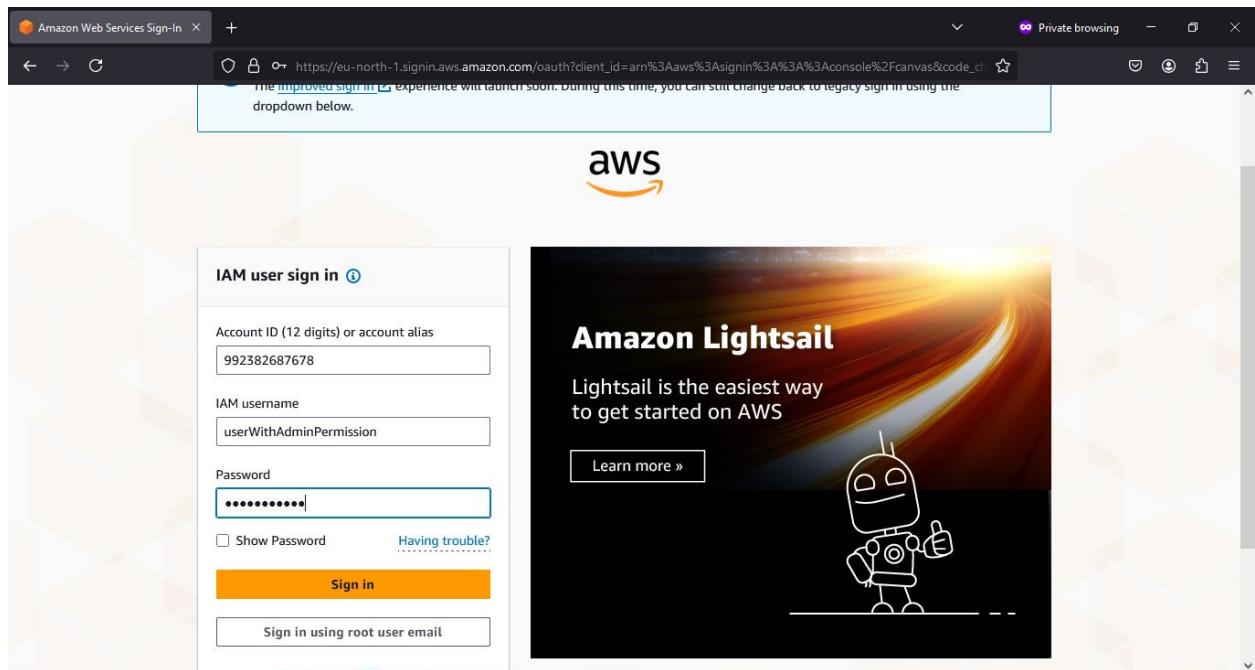 Amazon Web Services Sign-In
Private browsing
https://eu-north-1.signin.aws.amazon.com/oauth?client_id=arn%3Aaws%3Asignin%3A%3A%3Aconsole%2Fcanvas&code_ch
The improved sign in experience will launch soon. During this time, you can still change back to legacy sign in using the
dropdown below.
aws
IAM user sign in
Account ID (12 digits) or account alias
992382687678
IAM username
userWithAdminPermission
Password
•••••••••••
Show Password Having trouble?
Sign in
Sign in using root user email
Amazon Lightsail
Lightsail is the easiest way
to get started on AWS
Learn more »